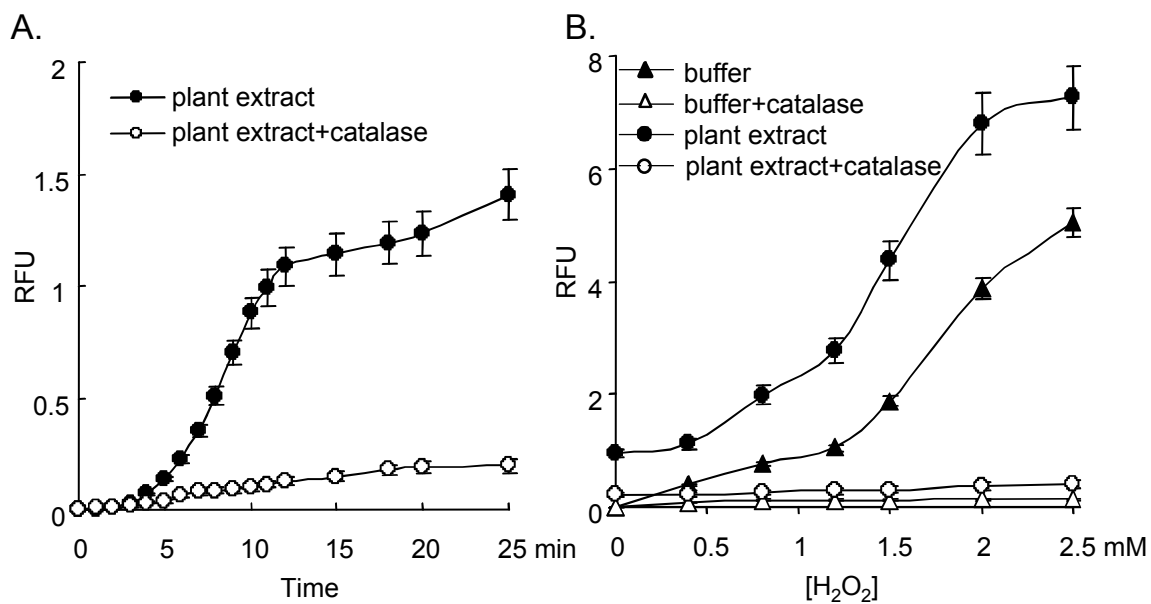 A.
2
1.5
1
0.5
0
RFU
plant extract
plant extract+catalase
0 5 10 15 20 25 min
Time
B.
8
6
4
2
0
RFU
buffer
buffer+catalase
plant extract
plant extract+catalase
0 0.5 1 1.5 2 2.5 mM
[H₂O₂]